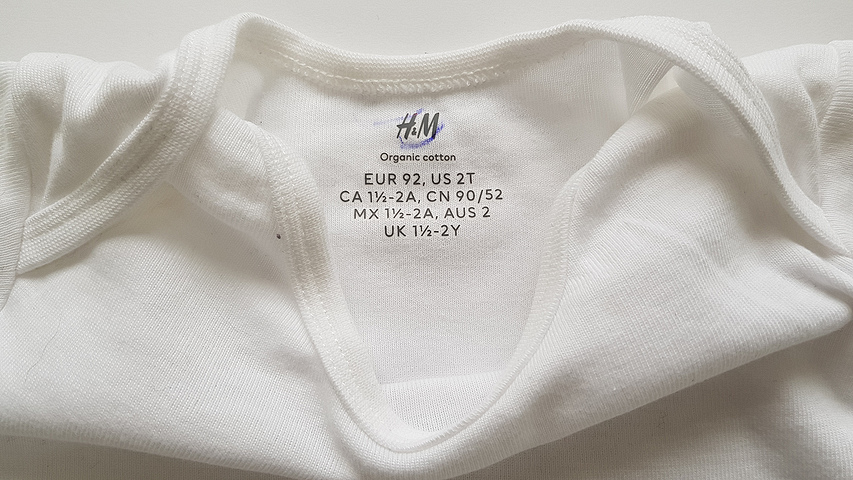 H&M
Organic cotton
EUR 92, US 2T
CA 1½-2A, CN 90/52
MX 1½-2A, AUS 2
UK 1½-2Y